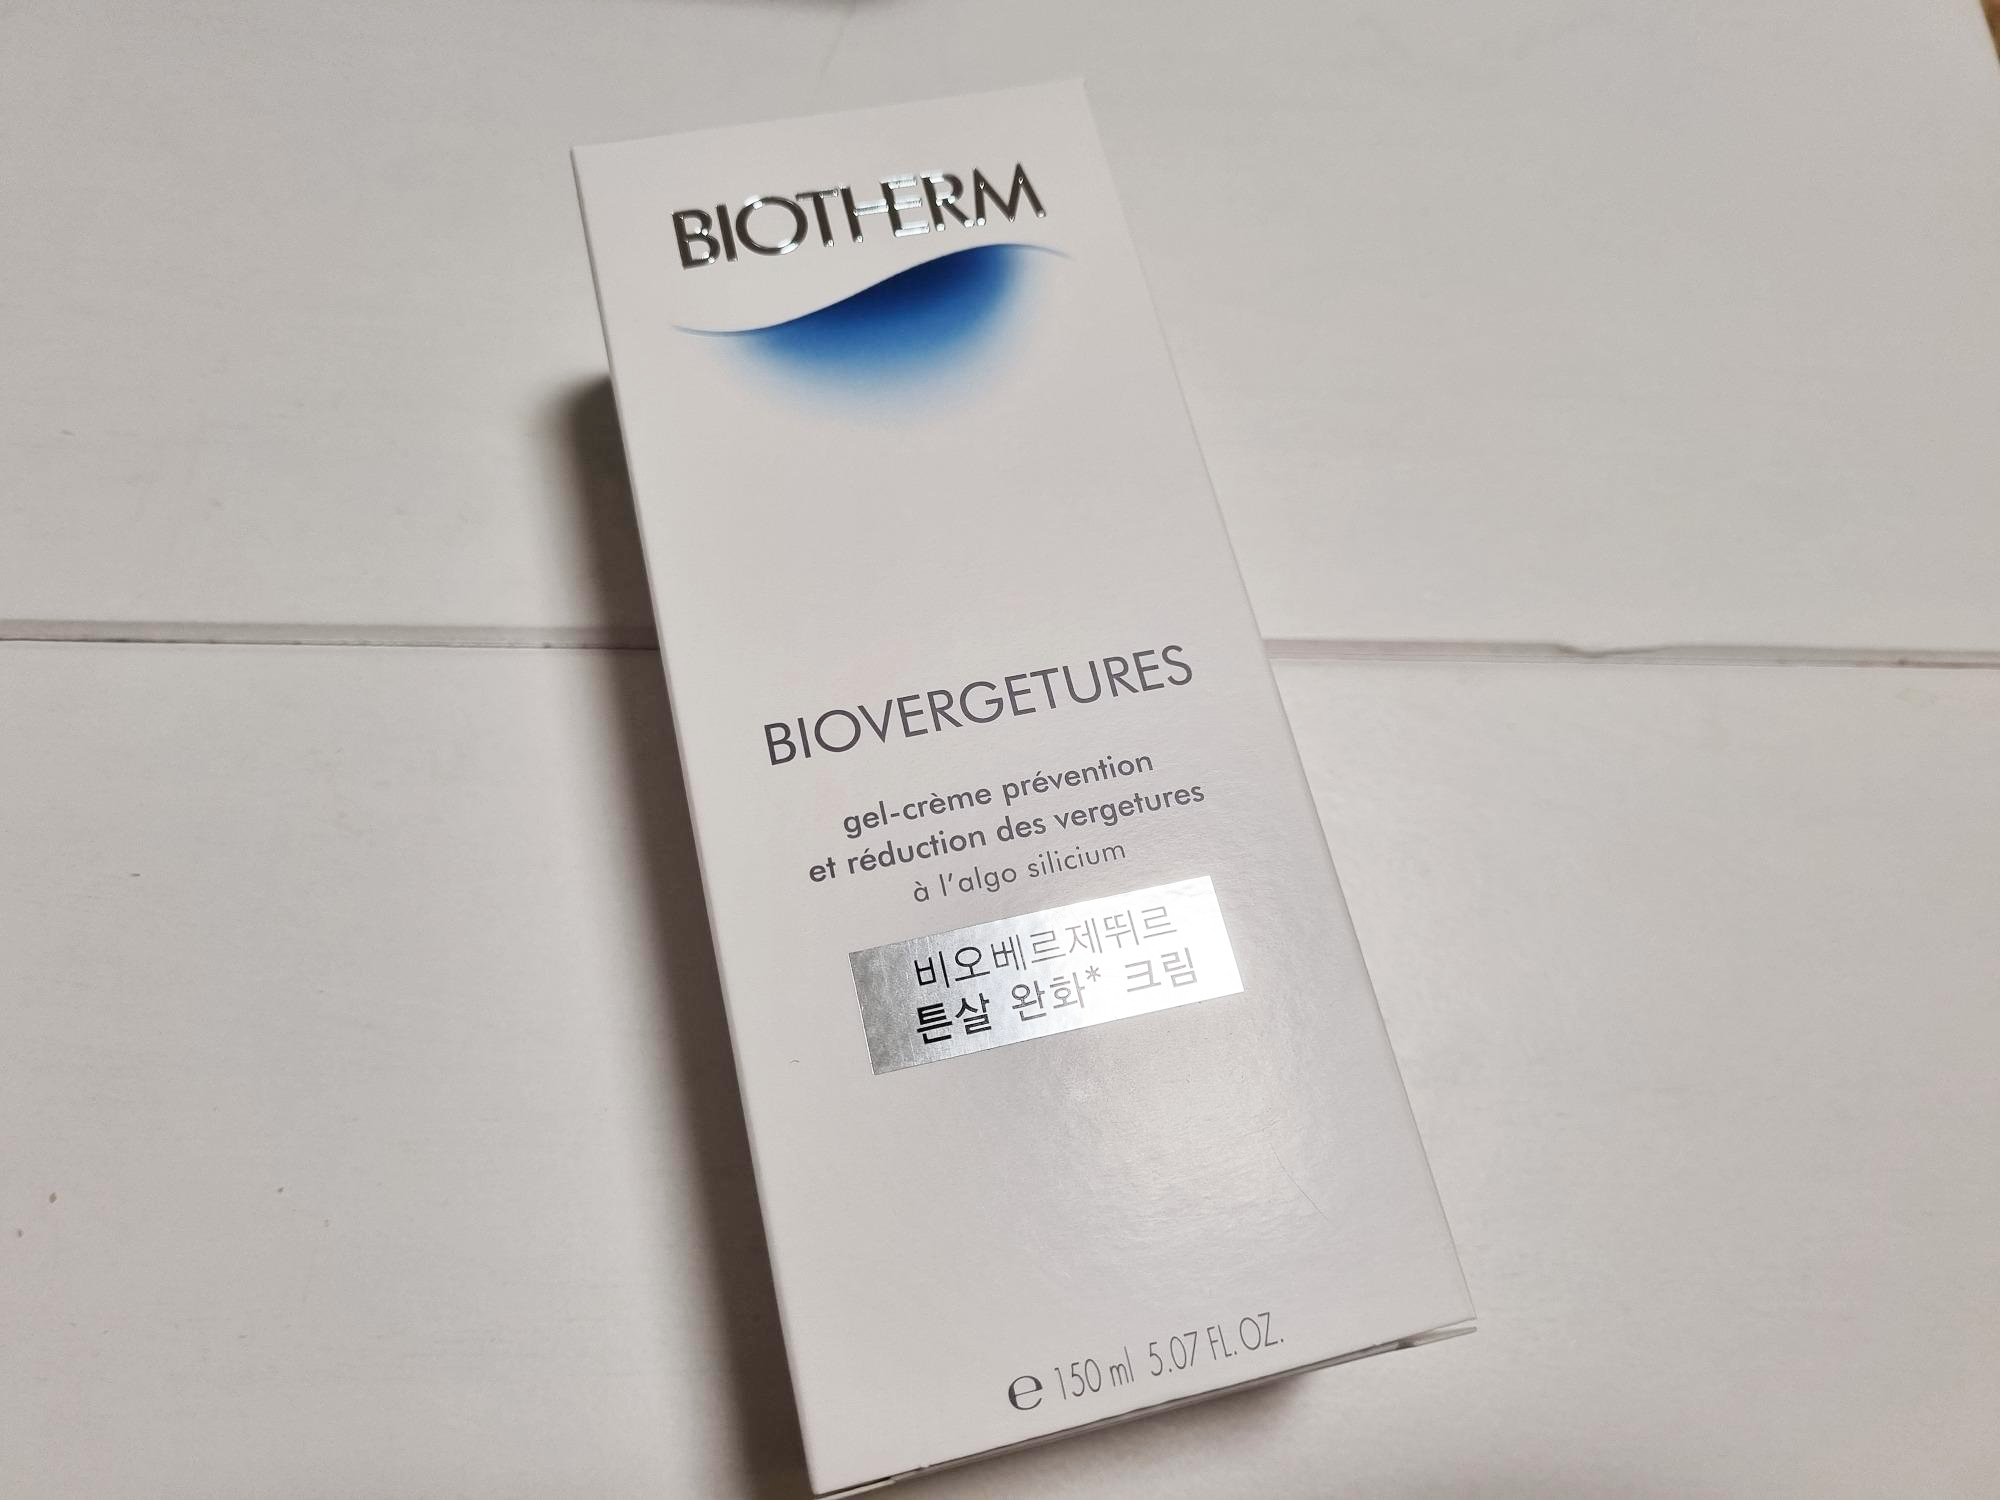 BIOTHERM
BIOVERGETURES
gel-crème prévention
et réduction des vergetures
à l'algo silicium
비오베르제뛰르
튼살 완화* 크림
℮ 150 ml 5.07 FL.OZ.